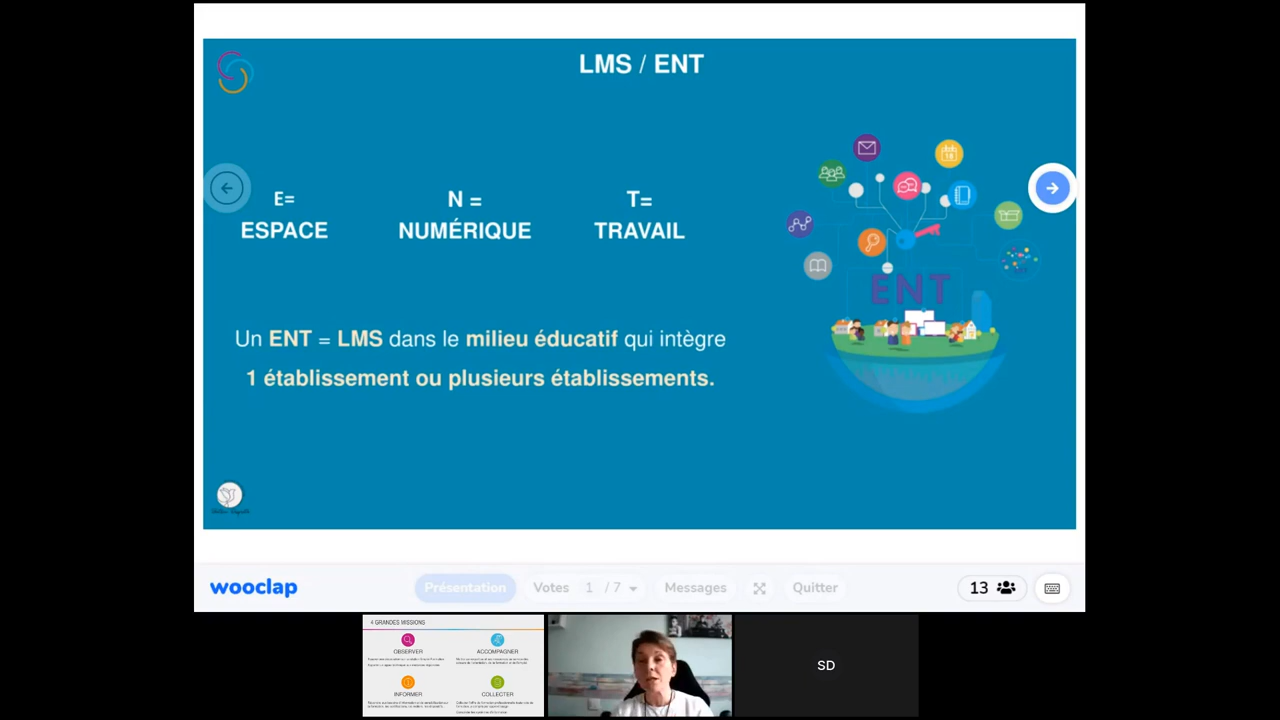 LMS / ENT
E=
ESPACE
N =
NUMÉRIQUE
T=
TRAVAIL
18
ENT
Un ENT = LMS dans le milieu éducatif qui intègre
1 établissement ou plusieurs établissements.
wooclap
Présentation
Votes 1 / 7
Messages
Quitter
13
4 GRANDES MISSIONS
OBSERVER
ACCOMPAGNER
INFORMER
COLLECTER
SD